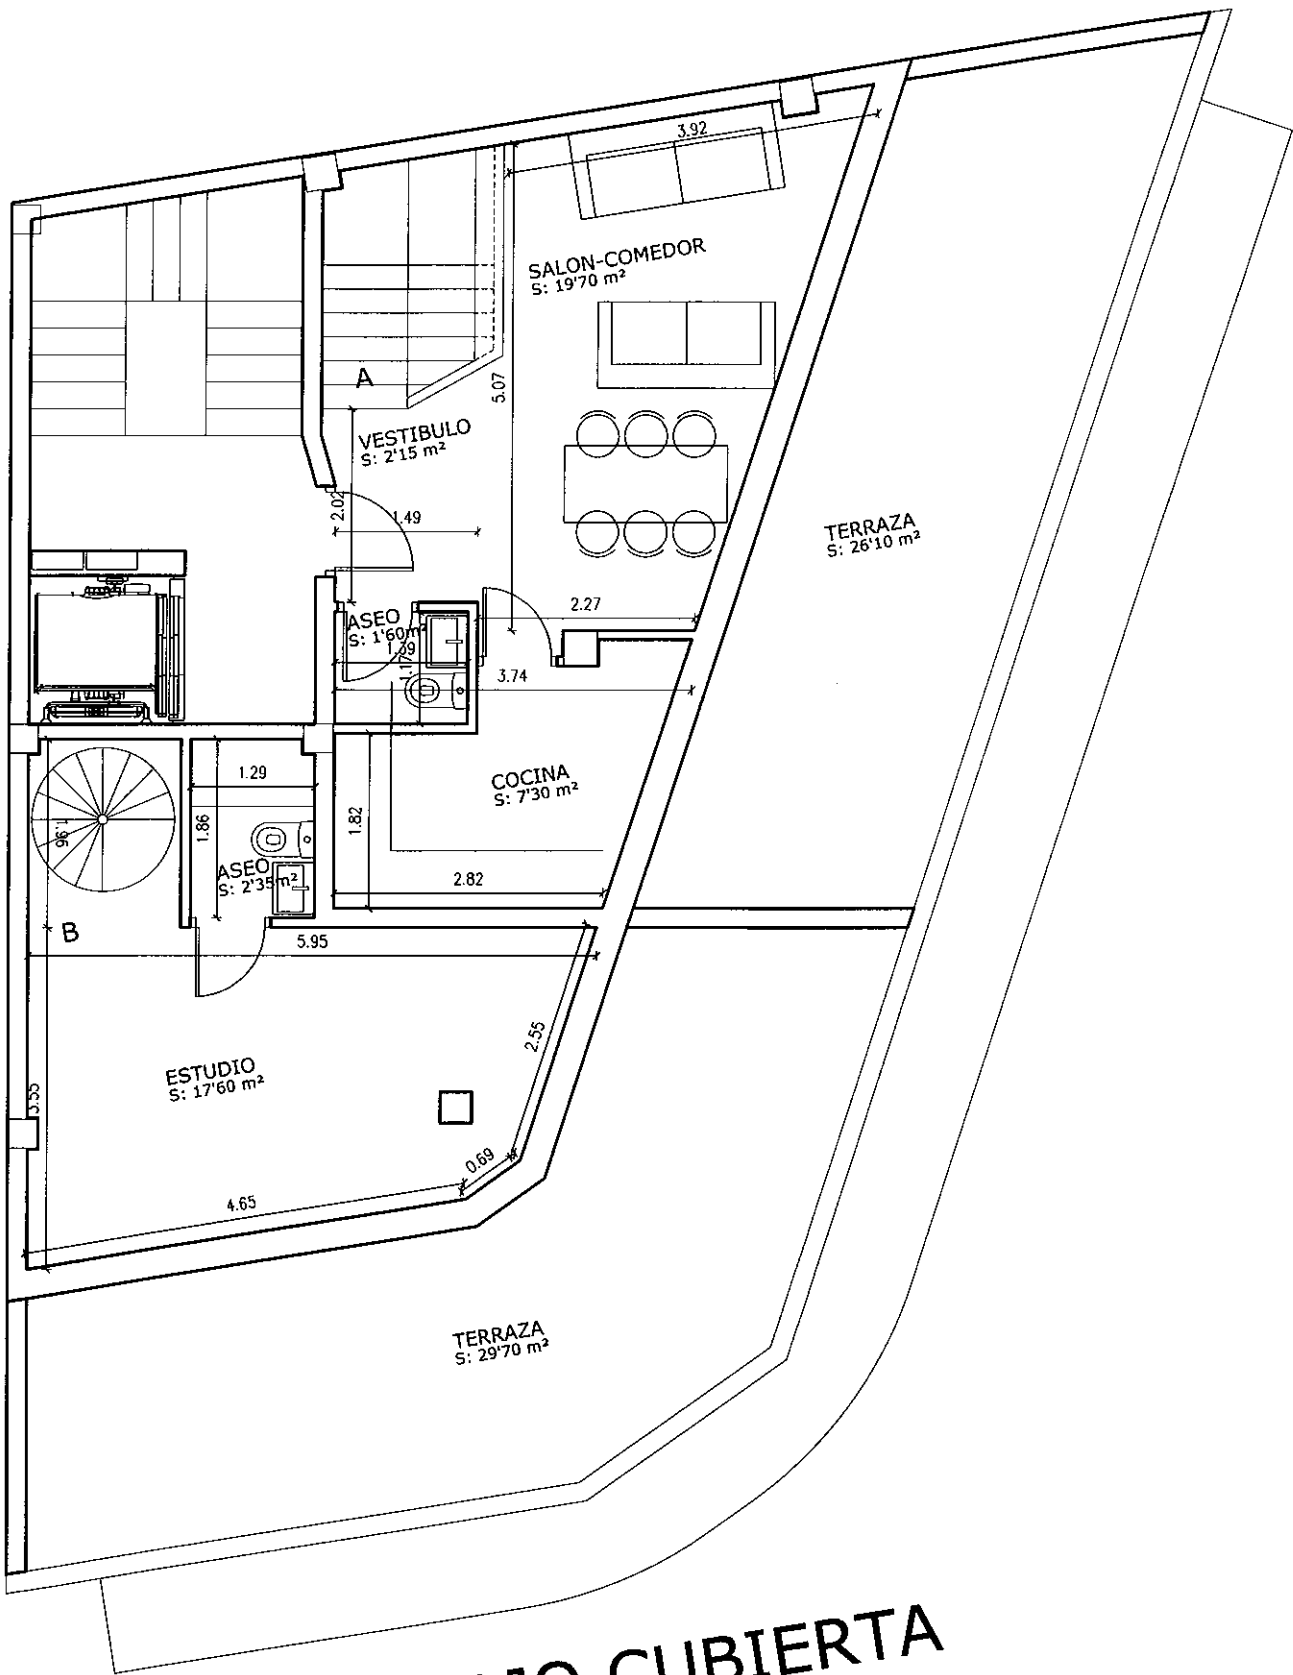 3.92
SALON-COMEDOR
S: 19'70 m²
A
5.07
VESTIBULO
S: 2'15 m²
2.02
1.49
TERRAZA
S: 26'10 m²
ASEO
S: 1'60m²
2.27
1.17
3.74
1.29
COCINA
S: 7'30 m²
1.96
1.86
1.82
ASEO
S: 2'35m²
2.82
B
5.95
2.55
ESTUDIO
S: 17'60 m²
3.55
0.69
4.65
TERRAZA
S: 29'70 m²
CUBIERTA